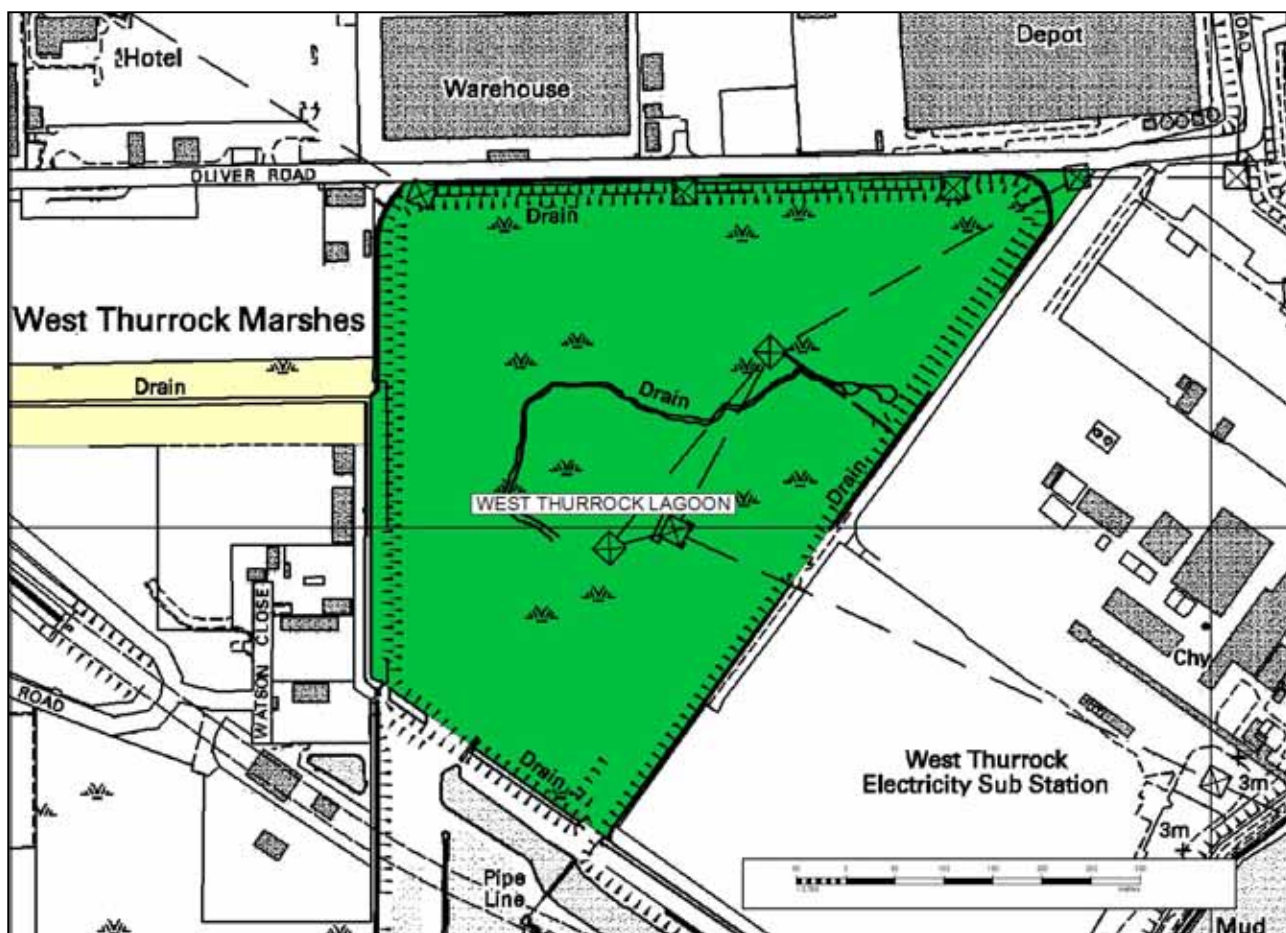 Hotel
Warehouse
Depot
ROAD
OLIVER ROAD
Drain
West Thurrock Marshes
Drain
Drain
WEST THURROCK LAGOON
Drain
WATSON CLOSE
ROAD
Chy
Drain
West Thurrock
Electricity Sub Station
3m
3m
Pipe
Line
Mud